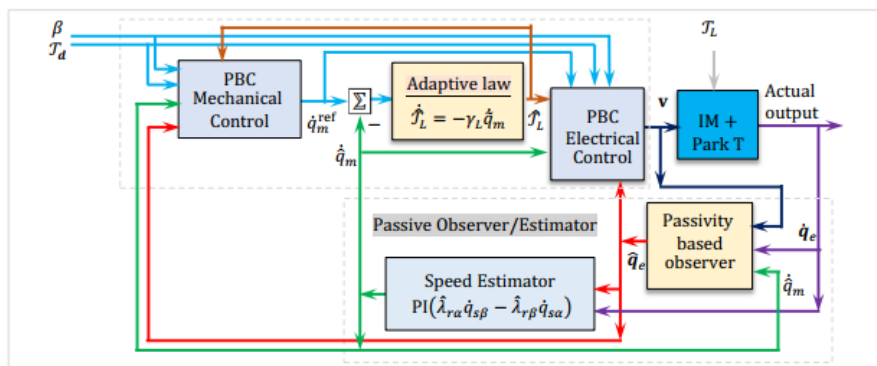 β
𝒯_d
𝒯_L
PBC
Mechanical
Control
q̇_m^ref
Σ
−
Adaptive law
𝒯̂̇_L = −γ_L q̃̇_m
𝒯̂_L
PBC
Electrical
Control
v
IM +
Park T
Actual
output
q̂̇_m
Passive Observer/Estimator
q̂_e
Passivity
based
observer
q̇_e
q̂̇_m
Speed Estimator
PI(λ̂_rα q̇_sβ − λ̂_rβ q̇_sα)